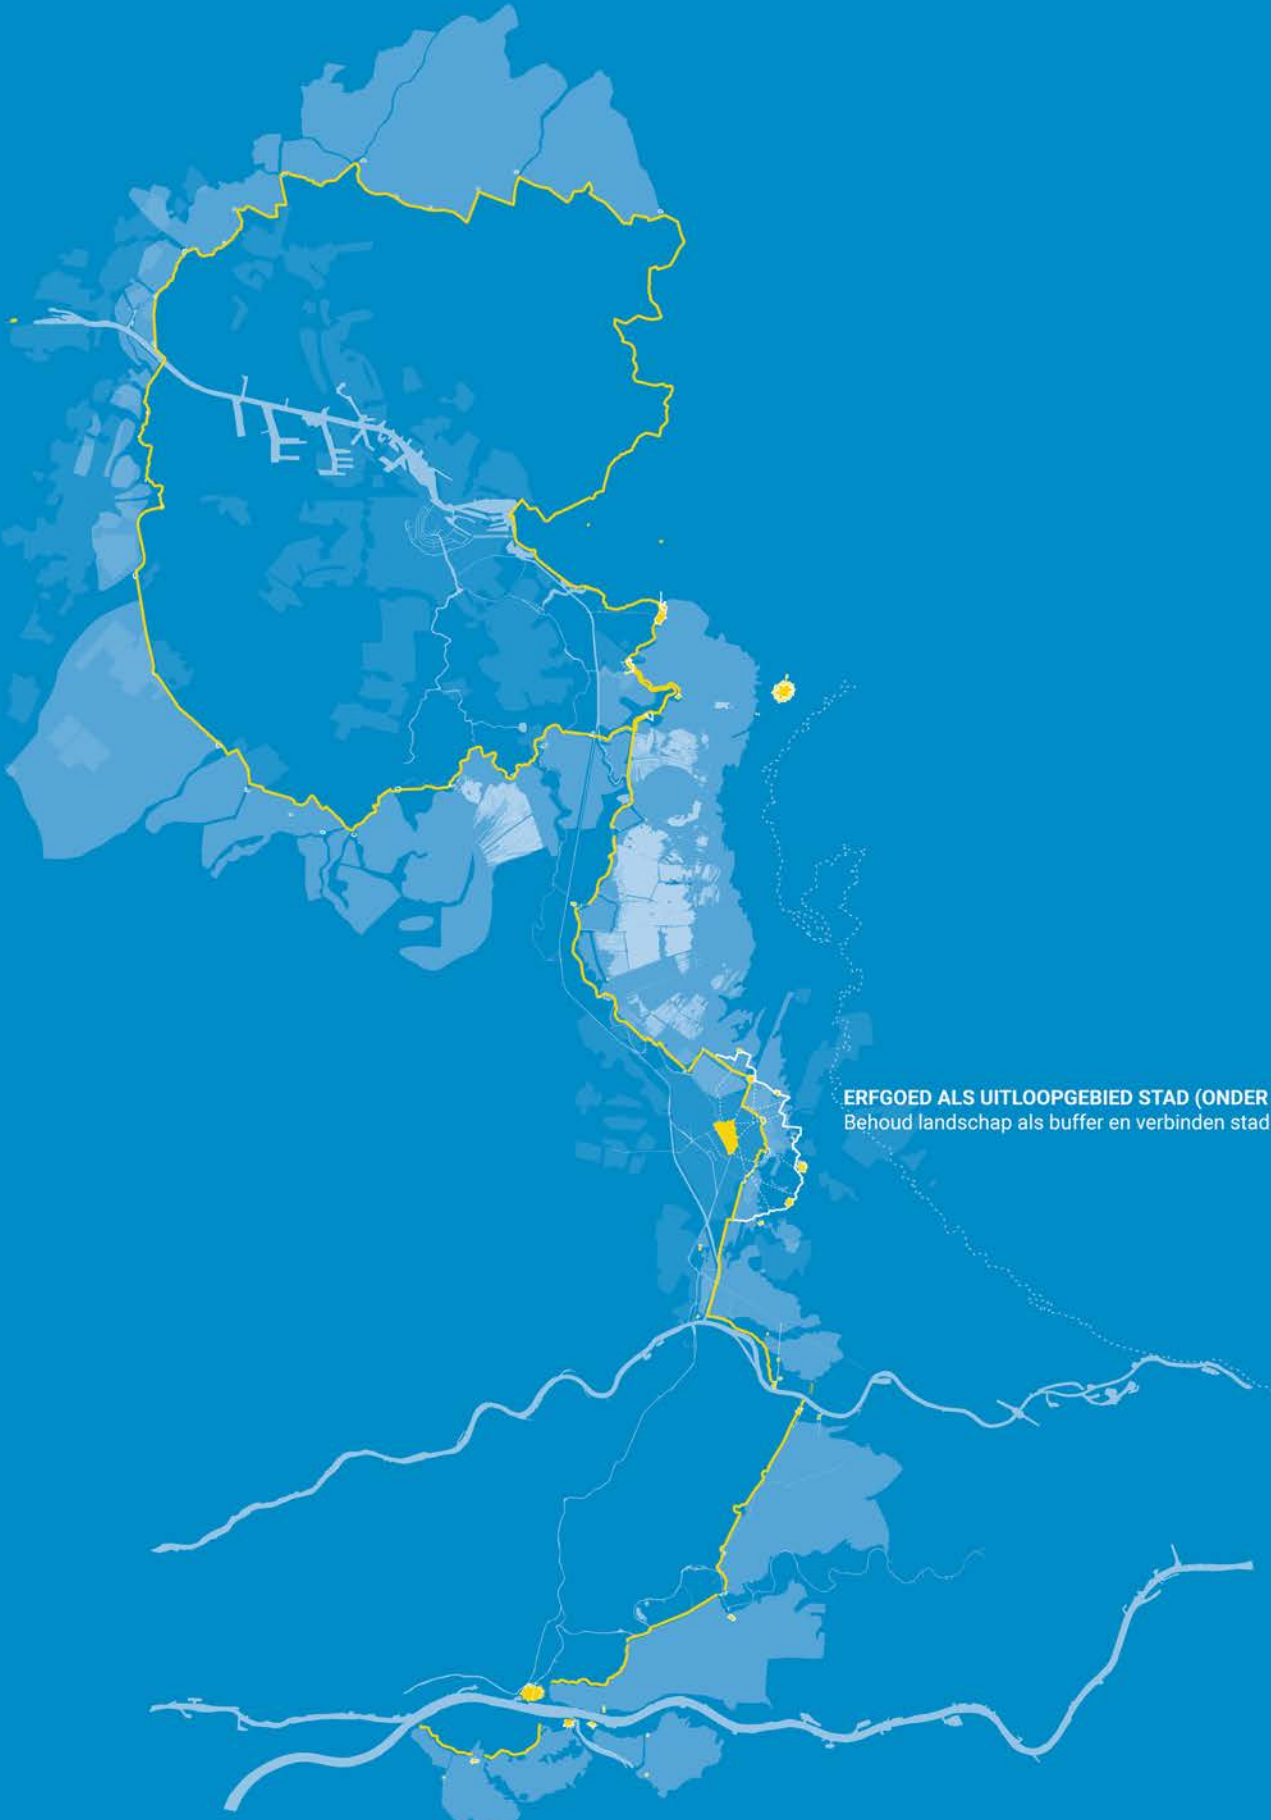 ERFGOED ALS UITLOOPGEBIED STAD (ONDER
Behoud landschap als buffer en verbinden stad